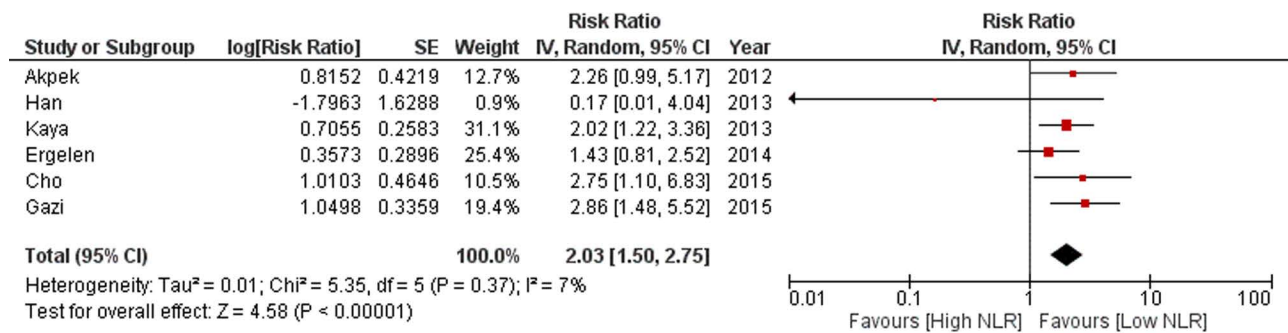 Risk Ratio Risk Ratio
Study or Subgroup log[Risk Ratio] SE Weight IV, Random, 95% CI Year IV, Random, 95% CI
Akpek 0.8152 0.4219 12.7% 2.26 [0.99, 5.17] 2012
Han -1.7963 1.6288 0.9% 0.17 [0.01, 4.04] 2013
Kaya 0.7055 0.2583 31.1% 2.02 [1.22, 3.36] 2013
Ergelen 0.3573 0.2896 25.4% 1.43 [0.81, 2.52] 2014
Cho 1.0103 0.4646 10.5% 2.75 [1.10, 6.83] 2015
Gazi 1.0498 0.3359 19.4% 2.86 [1.48, 5.52] 2015
Total (95% CI) 100.0% 2.03 [1.50, 2.75]
Heterogeneity: Tau² = 0.01; Chi² = 5.35, df = 5 (P = 0.37); I² = 7%
Test for overall effect: Z = 4.58 (P < 0.00001)
0.01 0.1 1 10 100
Favours [High NLR] Favours [Low NLR]